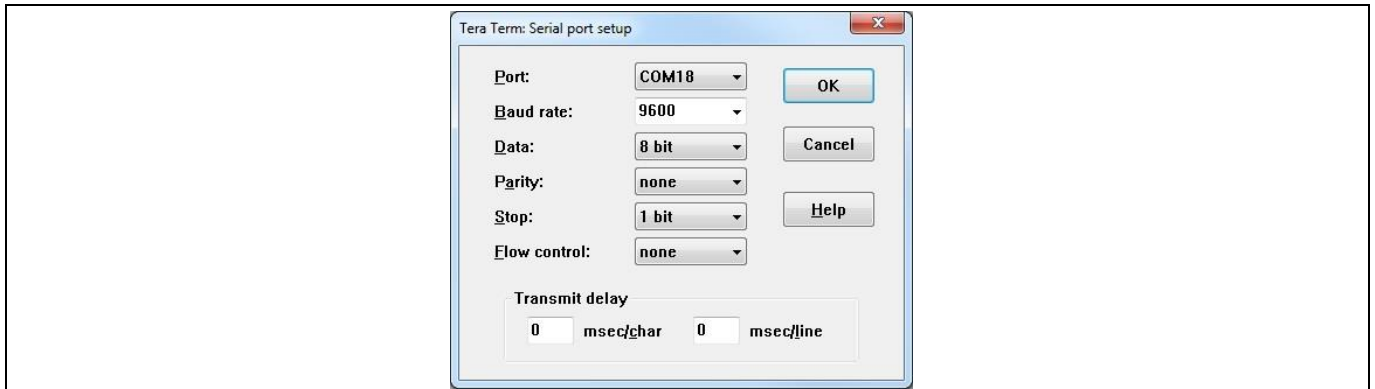 Tera Term: Serial port setup
Port: COM18 OK
Baud rate: 9600
Data: 8 bit Cancel
Parity: none
Stop: 1 bit Help
Flow control: none
Transmit delay
0 msec/char 0 msec/line